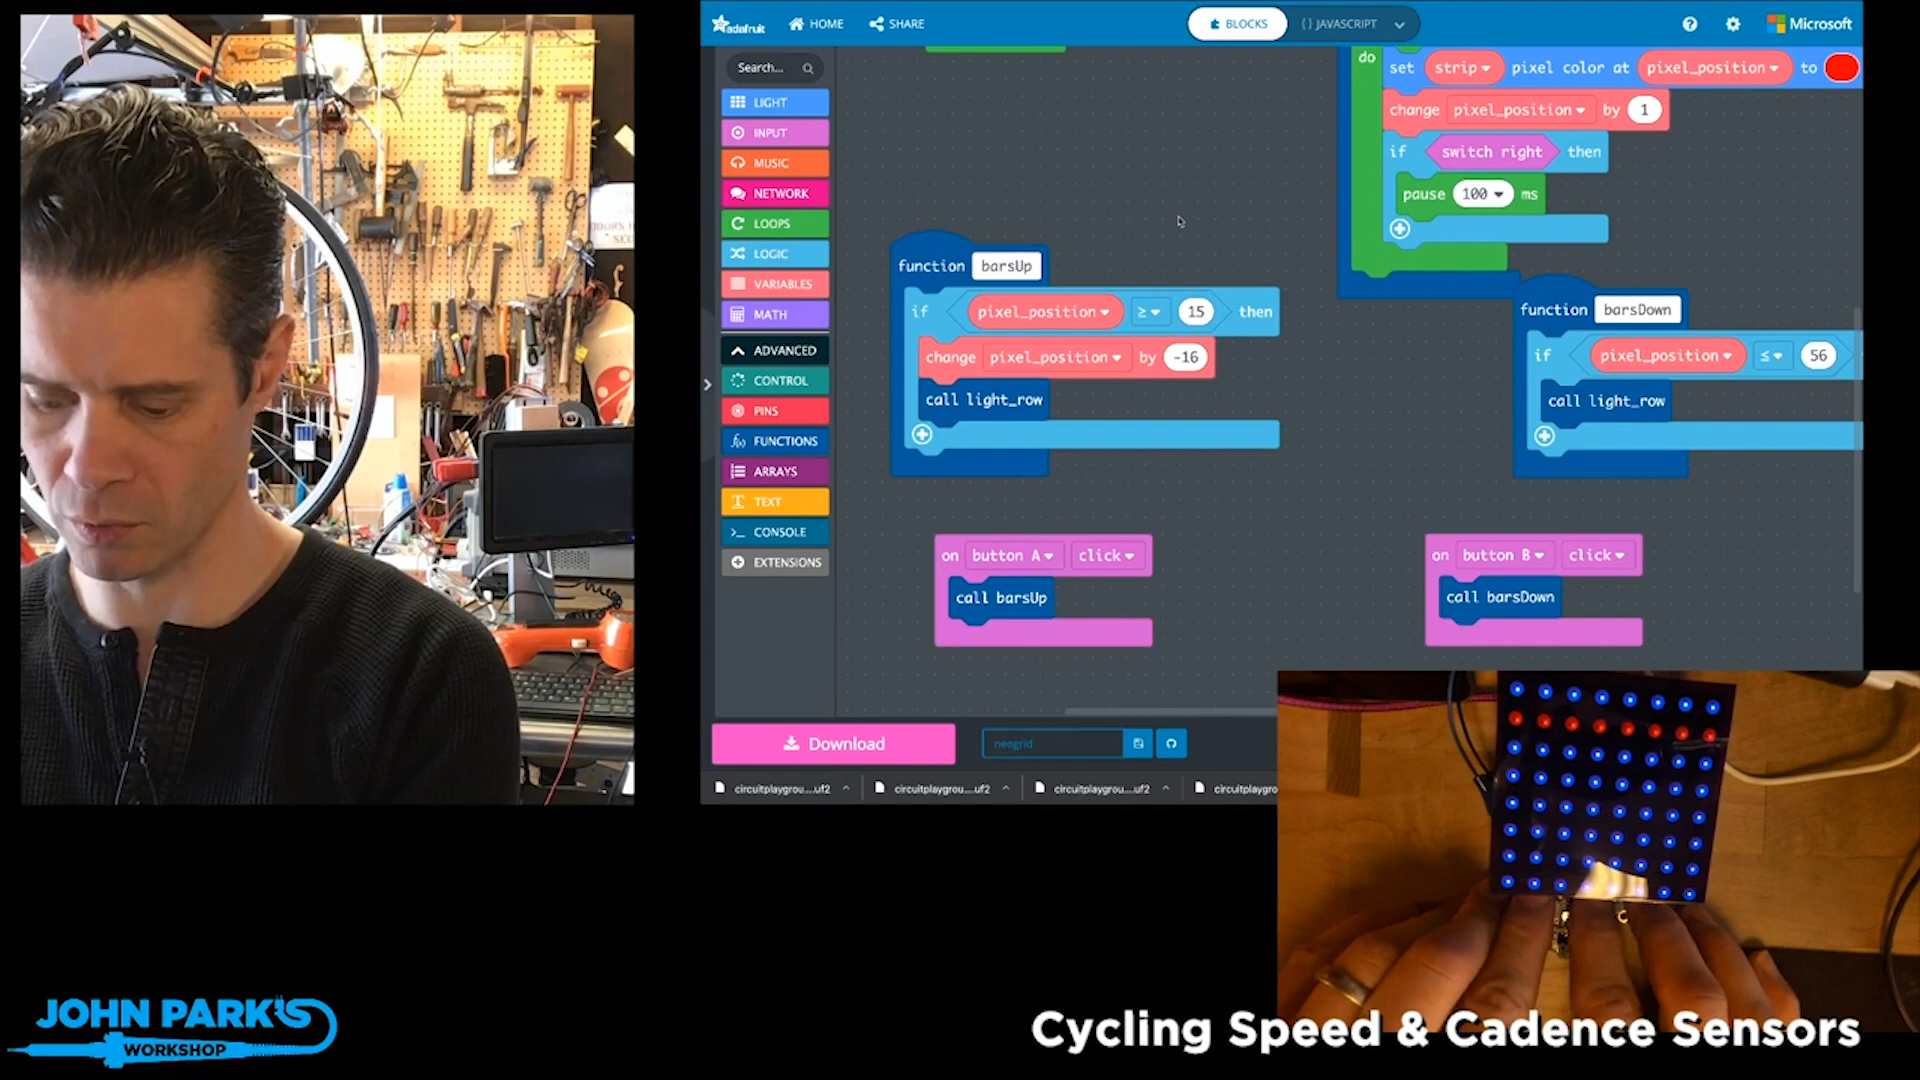 adafruit
HOME
SHARE
BLOCKS
{ } JAVASCRIPT
?
Microsoft
Search...
LIGHT
INPUT
MUSIC
NETWORK
LOOPS
LOGIC
VARIABLES
MATH
ADVANCED
CONTROL
PINS
FUNCTIONS
ARRAYS
TEXT
CONSOLE
EXTENSIONS
do
set strip pixel color at pixel_position to
change pixel_position by 1
if switch right then
pause 100 ms
function barsUp
if pixel_position ≥ 15 then
change pixel_position by -16
call light_row
function barsDown
if pixel_position ≤ 56
call light_row
on button A click
call barsUp
on button B click
call barsDown
Download
neogrid
circuitplaygrou....uf2
circuitplaygrou....uf2
circuitplaygrou....uf2
circuitplaygro
JOHN PARK'S
WORKSHOP
Cycling Speed & Cadence Sensors